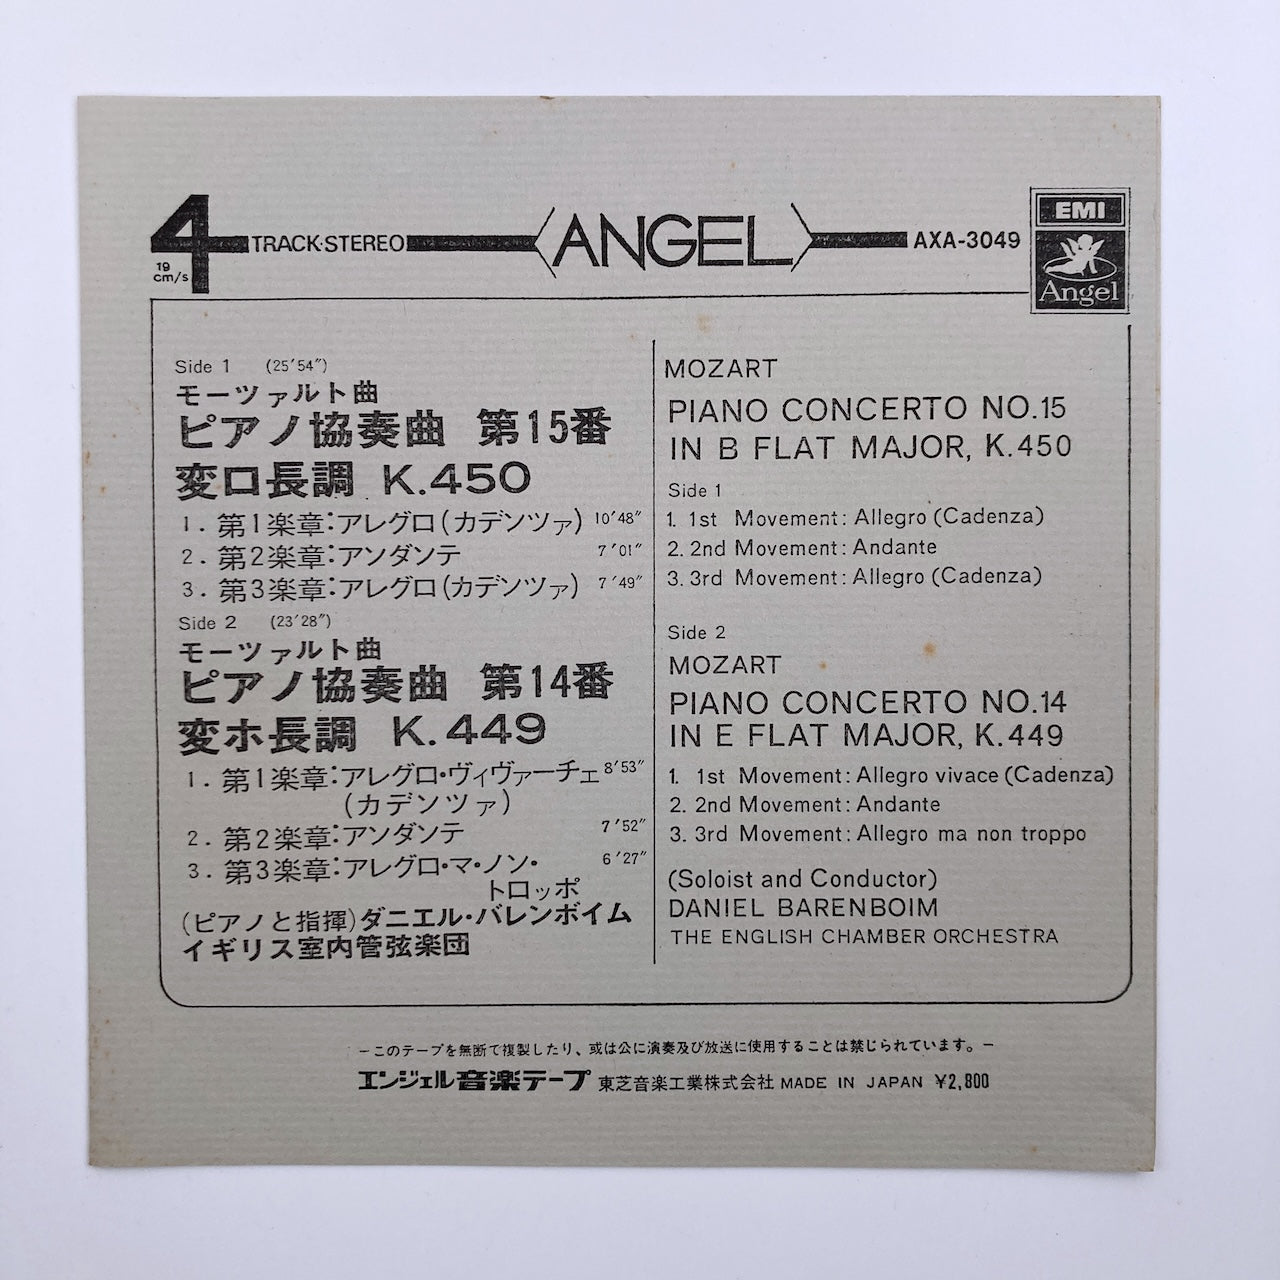 4 TRACK·STEREO ANGEL AXA-3049
19
cm/s
EMI
Angel
Side 1 (25′54″)
モーツァルト曲
ピアノ協奏曲 第15番
変ロ長調 K.450
1. 第1楽章:アレグロ(カデンツァ) 10′48″
2. 第2楽章:アンダンテ 7′01″
3. 第3楽章:アレグロ(カデンツァ) 7′49″
Side 2 (23′28″)
モーツァルト曲
ピアノ協奏曲 第14番
変ホ長調 K.449
1. 第1楽章:アレグロ・ヴィヴァーチェ 8′53″
(カデンツァ)
2. 第2楽章:アンダンテ 7′52″
3. 第3楽章:アレグロ・マ・ノン・ 6′27″
トロッポ
(ピアノと指揮)ダニエル・バレンボイム
イギリス室内管弦楽団
MOZART
PIANO CONCERTO NO.15
IN B FLAT MAJOR, K.450
Side 1
1. 1st Movement: Allegro (Cadenza)
2. 2nd Movement: Andante
3. 3rd Movement: Allegro (Cadenza)
Side 2
MOZART
PIANO CONCERTO NO.14
IN E FLAT MAJOR, K.449
1. 1st Movement: Allegro vivace (Cadenza)
2. 2nd Movement: Andante
3. 3rd Movement: Allegro ma non troppo
(Soloist and Conductor)
DANIEL BARENBOIM
THE ENGLISH CHAMBER ORCHESTRA
－このテープを無断で複製したり、或は公に演奏及び放送に使用することは禁じられています。－
エンジェル音楽テープ 東芝音楽工業株式会社 MADE IN JAPAN ¥2,800